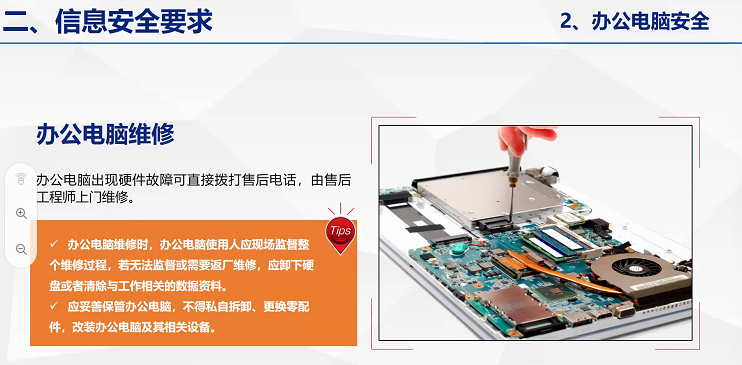 二、信息安全要求
2、办公电脑安全
办公电脑维修
办公电脑出现硬件故障可直接拨打售后电话，由售后
工程师上门维修。
Tips
✓ 办公电脑维修时，办公电脑使用人应现场监督整
个维修过程，若无法监督或需要返厂维修，应卸下硬
盘或者清除与工作相关的数据资料。
✓ 应妥善保管办公电脑，不得私自拆卸、更换零配
件，改装办公电脑及其相关设备。